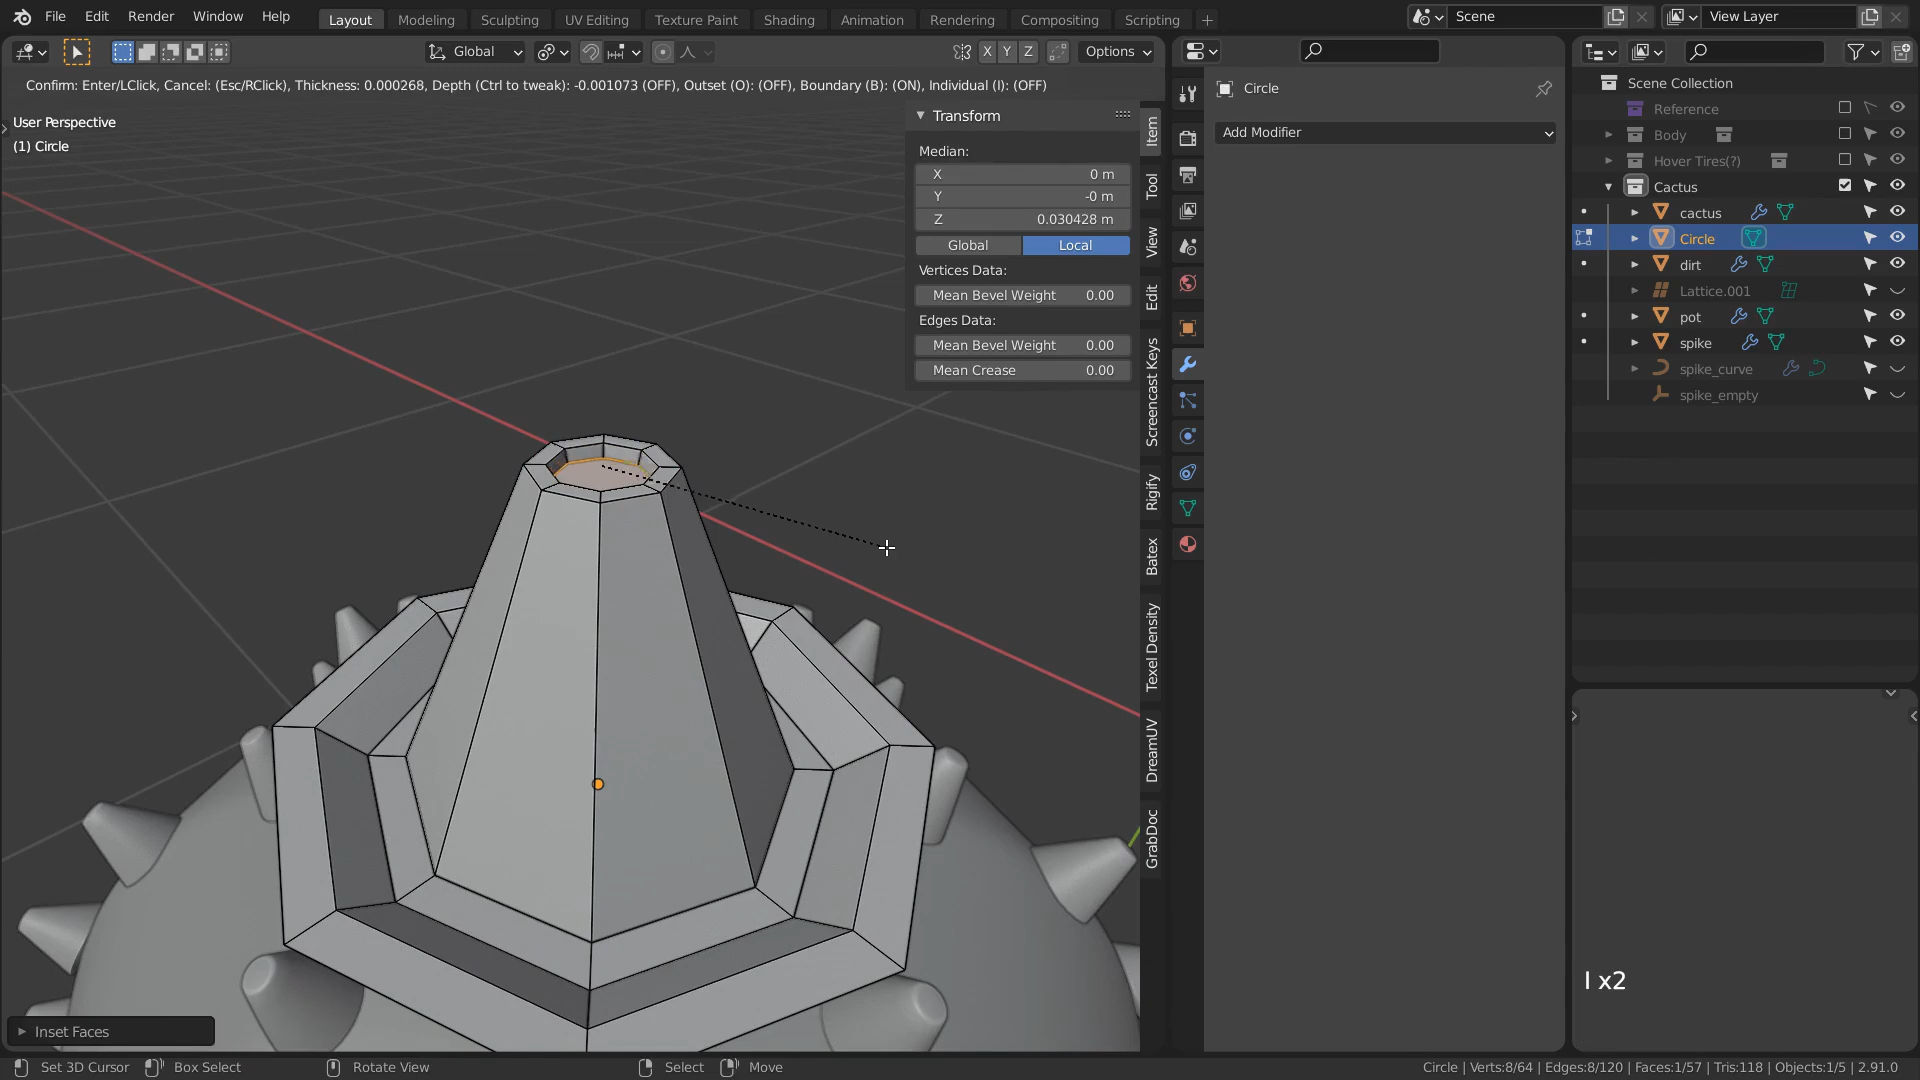 File Edit Render Window Help Layout Modeling Sculpting UV Editing Texture Paint Shading Animation Rendering Compositing Scripting Scene View Layer
Global X Y Z Options
Confirm: Enter/LClick, Cancel: (Esc/RClick), Thickness: 0.000268, Depth (Ctrl to tweak): -0.001073 (OFF), Outset (O): (OFF), Boundary (B): (ON), Individual (I): (OFF)
User Perspective
(1) Circle
Transform
Median:
X 0 m
Y -0 m
Z 0.030428 m
Global Local
Vertices Data:
Mean Bevel Weight 0.00
Edges Data:
Mean Bevel Weight 0.00
Mean Crease 0.00
Item
Tool
View
Edit
Screencast Keys
Rigify
Batex
Texel Density
DreamUV
GrabDoc
Circle
Add Modifier
Scene Collection
Reference
Body
Hover Tires(?)
Cactus
cactus
Circle
dirt
Lattice.001
pot
spike
spike_curve
spike_empty
I x2
Inset Faces
Set 3D Cursor Box Select Rotate View Select Move Circle | Verts:8/64 | Edges:8/120 | Faces:1/57 | Tris:118 | Objects:1/5 | 2.91.0